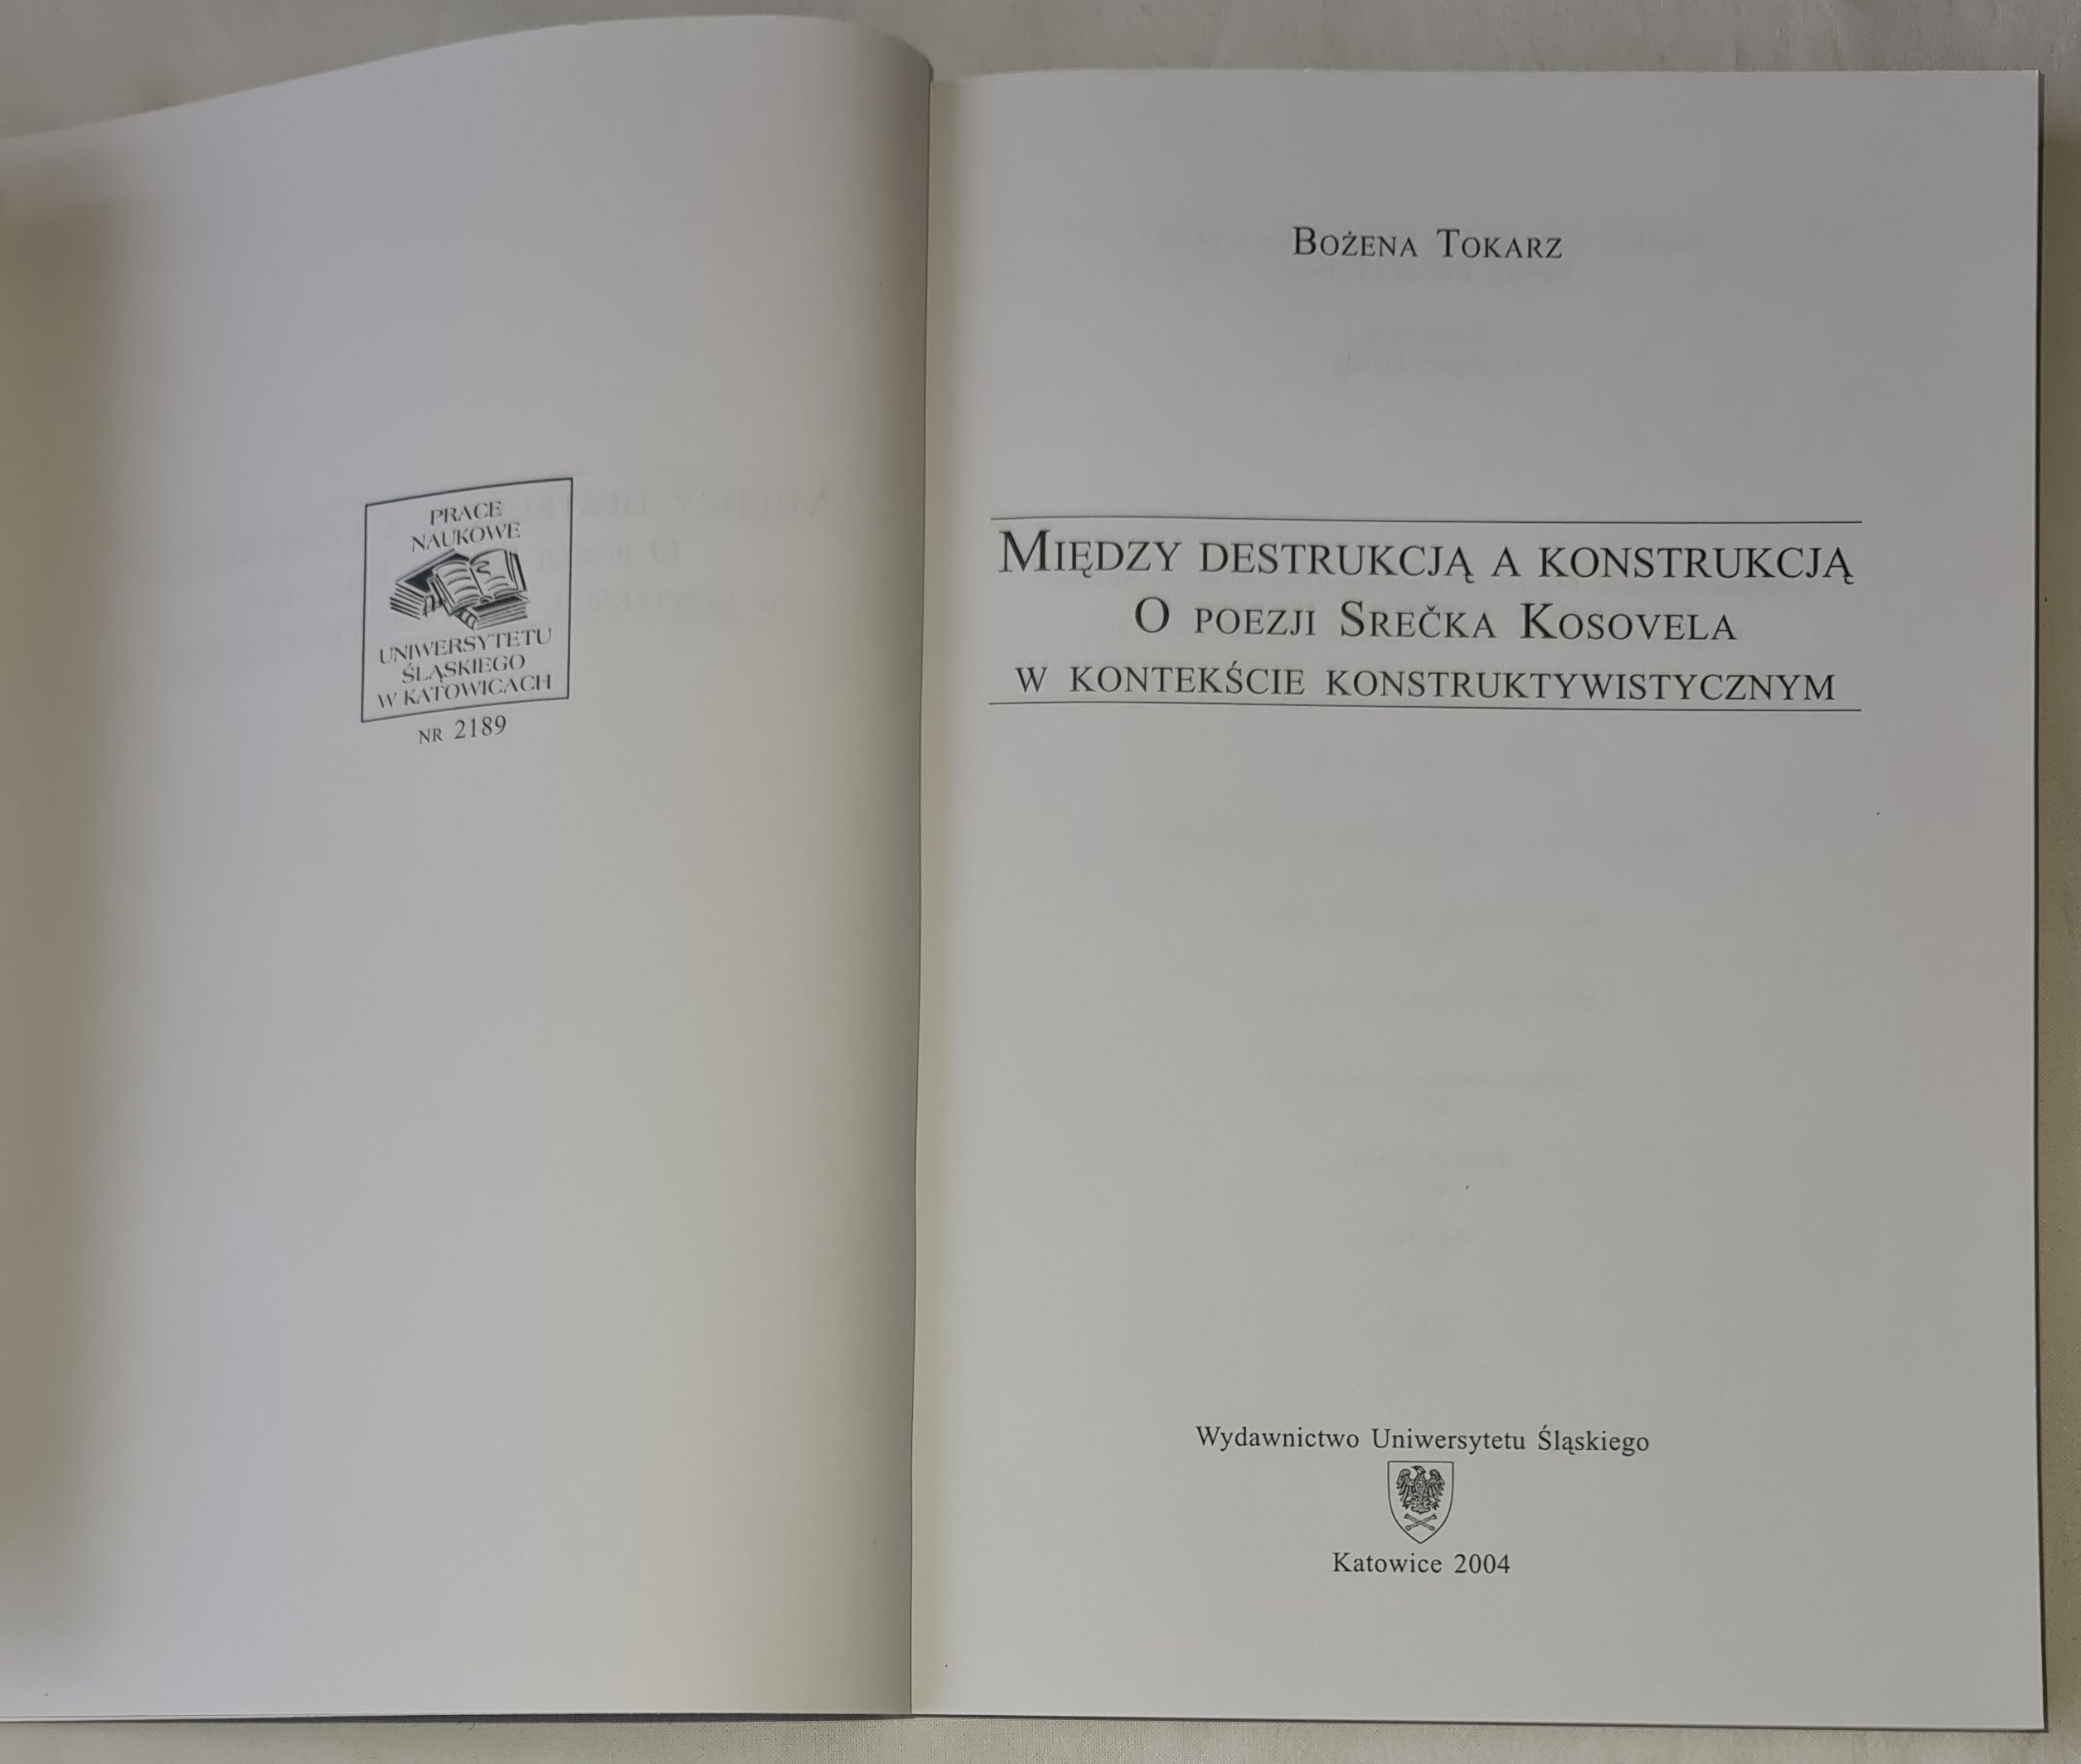 PRACE
NAUKOWE
UNIWERSYTETU
ŚLĄSKIEGO
W KATOWICACH
NR 2189
BOŻENA TOKARZ
MIĘDZY DESTRUKCJĄ A KONSTRUKCJĄ
O POEZJI SREČKA KOSOVELA
W KONTEKŚCIE KONSTRUKTYWISTYCZNYM
Wydawnictwo Uniwersytetu Śląskiego
Katowice 2004